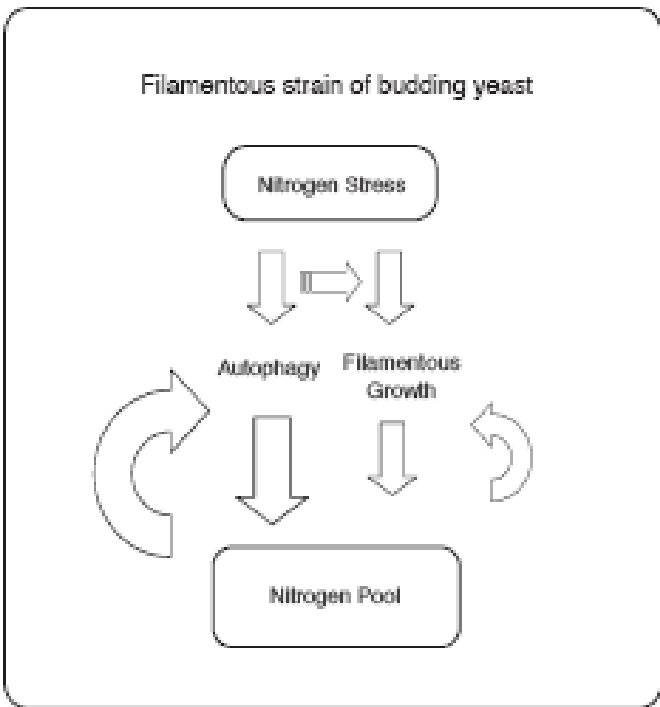 Filamentous strain of budding yeast
Nitrogen Stress
Autophagy
Filamentous
Growth
Nitrogen Pool